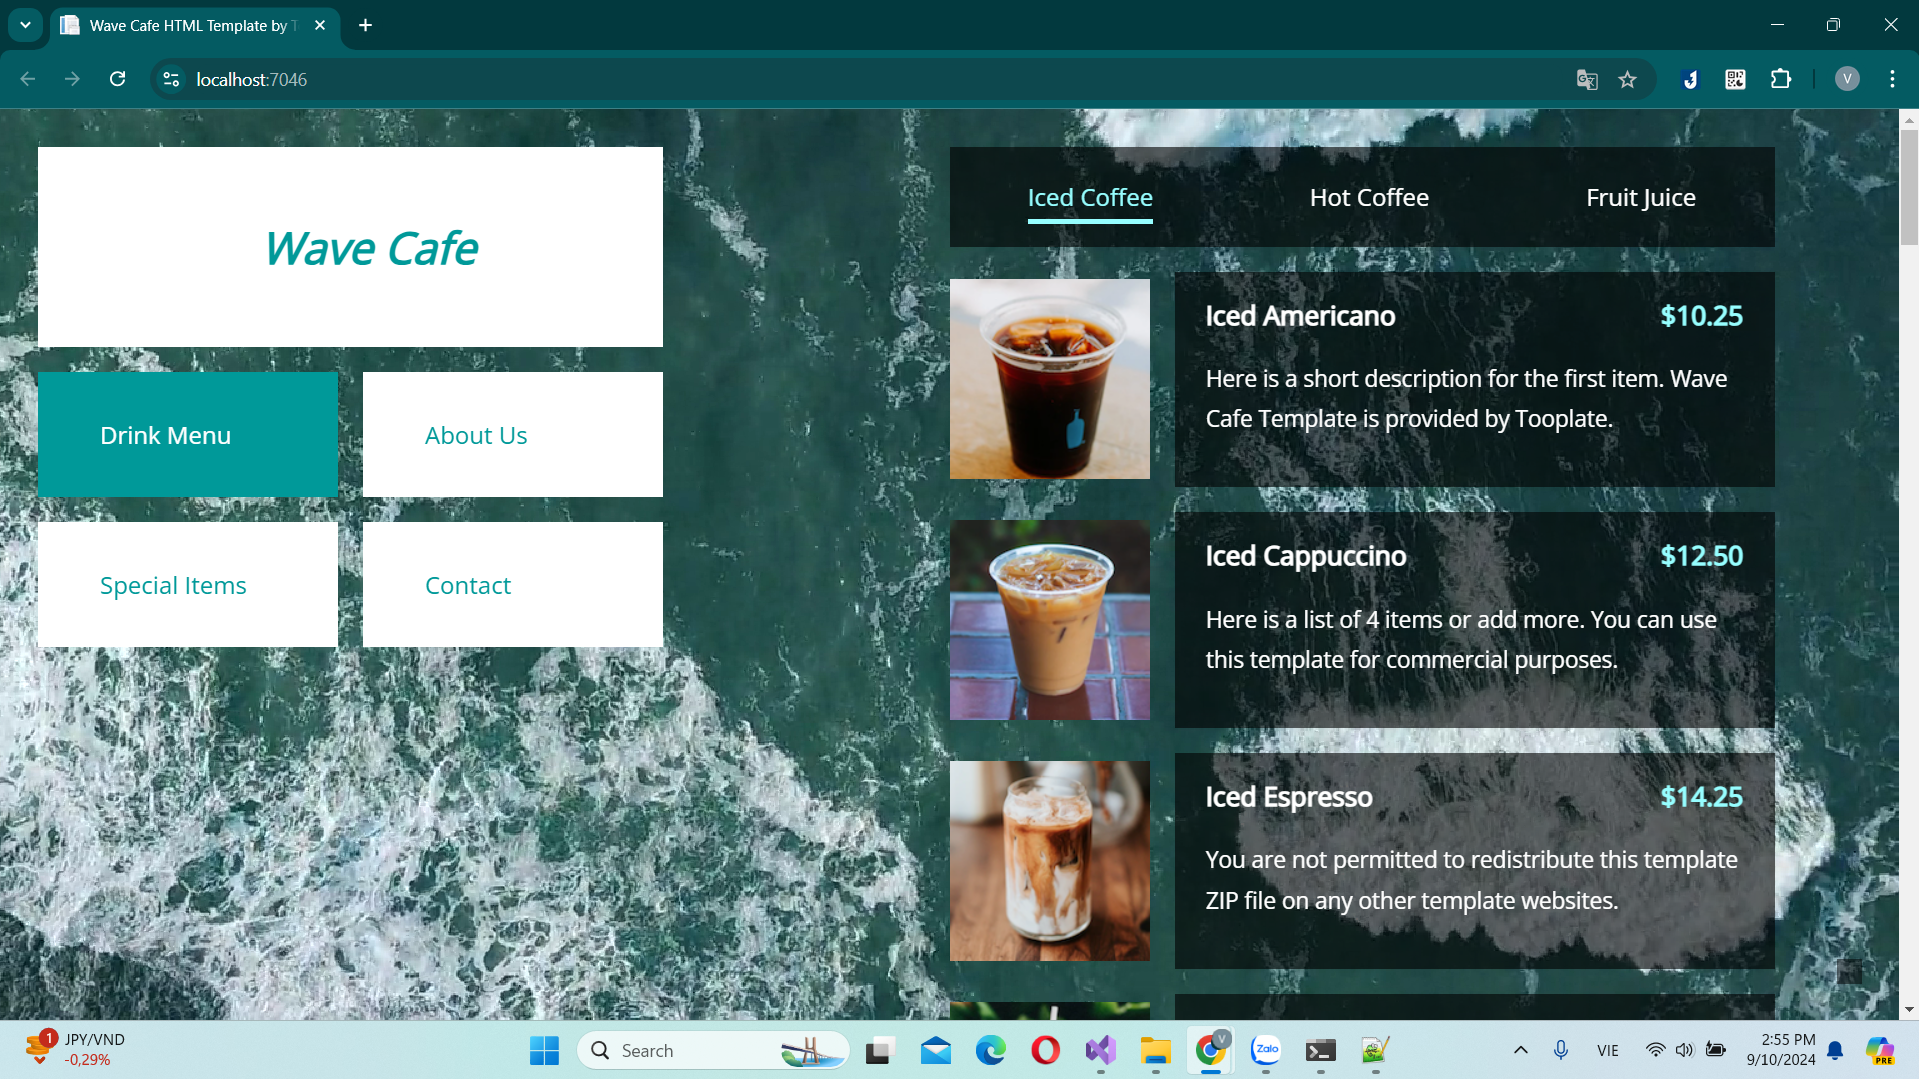 Wave Cafe HTML Template by T
localhost:7046
V
Wave Cafe
Drink Menu
About Us
Special Items
Contact
Iced Coffee
Hot Coffee
Fruit Juice
Iced Americano
$10.25
Here is a short description for the first item. Wave
Cafe Template is provided by Tooplate.
Iced Cappuccino
$12.50
Here is a list of 4 items or add more. You can use
this template for commercial purposes.
Iced Espresso
$14.25
You are not permitted to redistribute this template
ZIP file on any other template websites.
1
JPY/VND
-0,29%
Search
V
Zalo
VIE
2:55 PM
9/10/2024
PRE